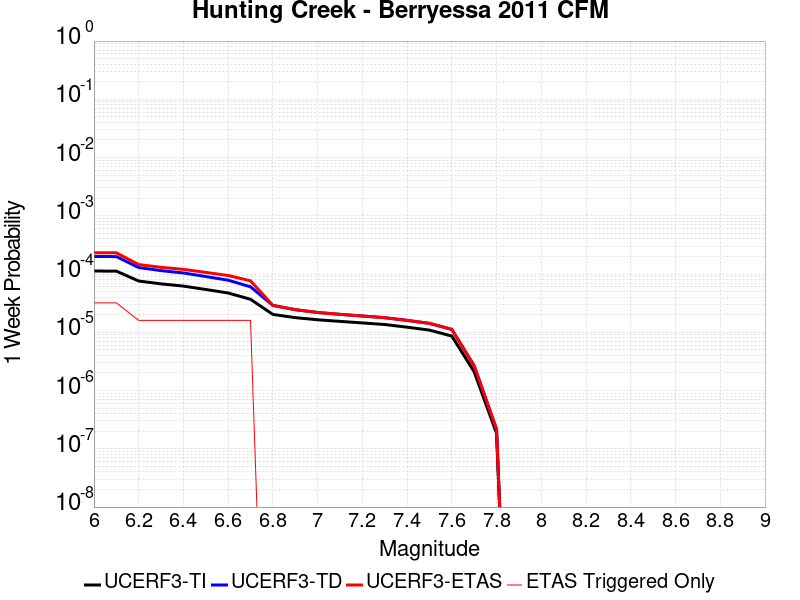 Hunting Creek - Berryessa 2011 CFM
10^0
10^-1
10^-2
10^-3
10^-4
10^-5
10^-6
10^-7
10^-8
1 Week Probability
6 6.2 6.4 6.6 6.8 7 7.2 7.4 7.6 7.8 8 8.2 8.4 8.6 8.8 9
Magnitude
UCERF3-TI UCERF3-TD UCERF3-ETAS ETAS Triggered Only